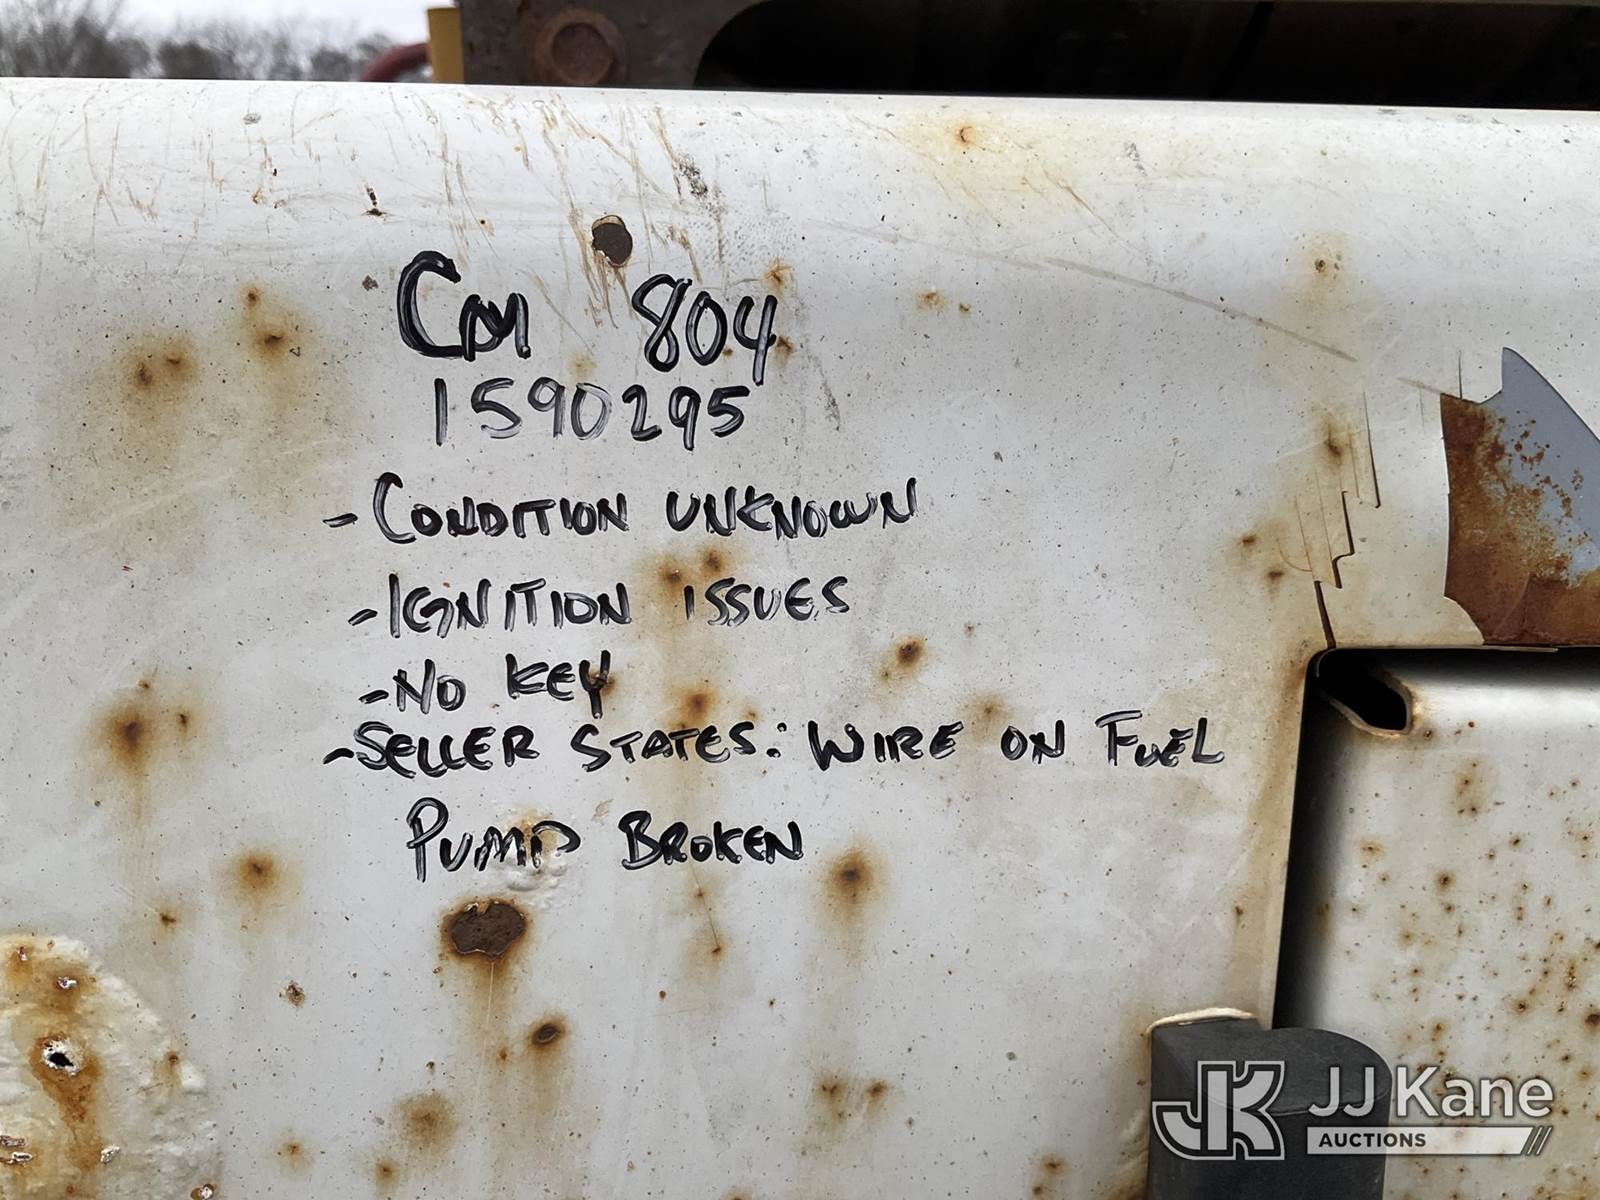 Cm 804
1590295
- CONDITION UNKNOWN
- IGNITION ISSUES
- NO KEY
- SELLER STATES: WIRE ON FUEL
PUMP BROKEN
JK JJ Kane
AUCTIONS